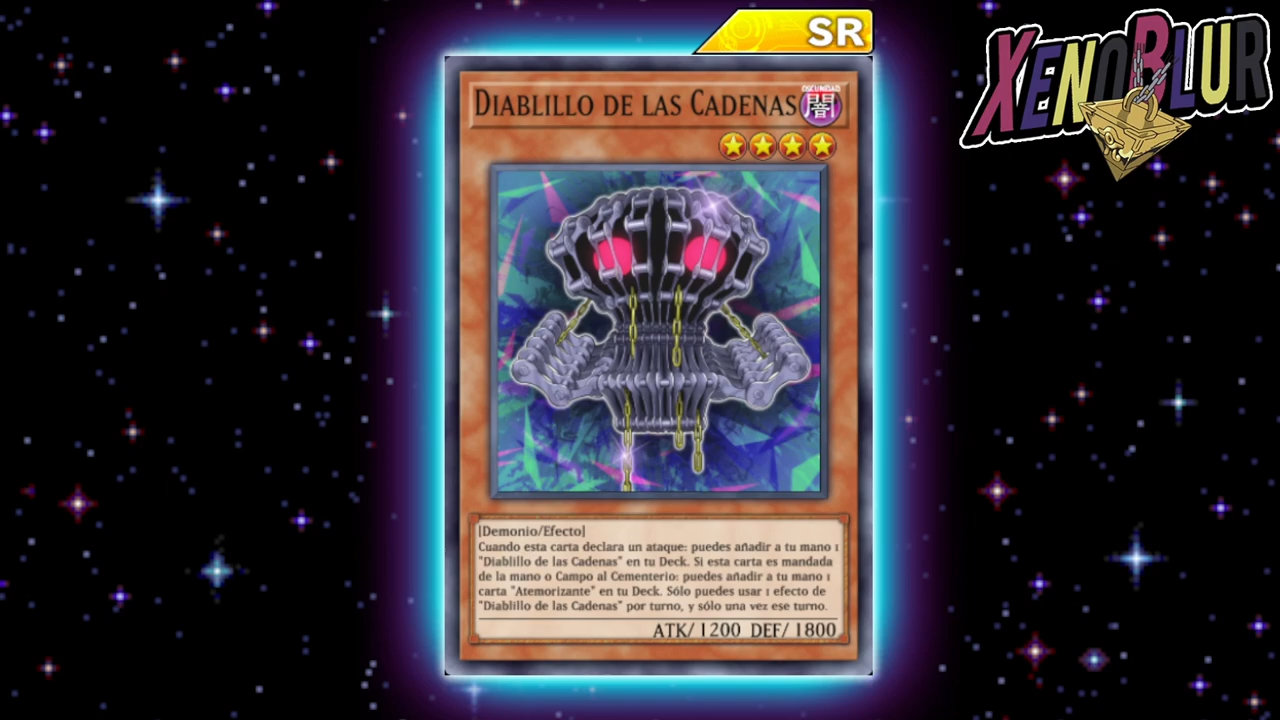 SR
XENOBLUR
DIABLILLO DE LAS CADENAS
OSCURIDAD
闇
[Demonio/Efecto]
Cuando esta carta declara un ataque: puedes añadir a tu mano 1
"Diablillo de las Cadenas" en tu Deck. Si esta carta es mandada
de la mano o Campo al Cementerio: puedes añadir a tu mano 1
carta "Atemorizante" en tu Deck. Sólo puedes usar 1 efecto de
"Diablillo de las Cadenas" por turno, y sólo una vez ese turno.
ATK/ 1200 DEF/ 1800